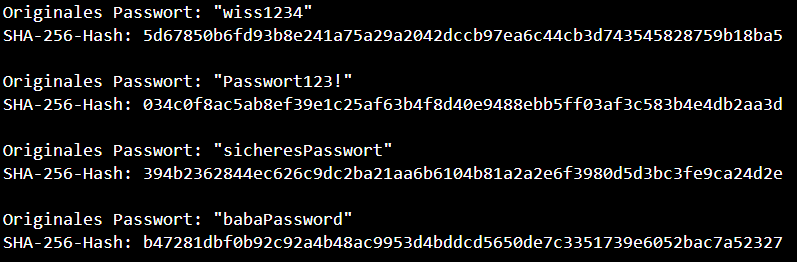 Originales Passwort: "wiss1234"
SHA-256-Hash: 5d67850b6fd93b8e241a75a29a2042dccb97ea6c44cb3d743545828759b18ba5
Originales Passwort: "Passwort123!"
SHA-256-Hash: 034c0f8ac5ab8ef39e1c25af63b4f8d40e9488ebb5ff03af3c583b4e4db2aa3d
Originales Passwort: "sicheresPasswort"
SHA-256-Hash: 394b2362844ec626c9dc2ba21aa6b6104b81a2a2e6f3980d5d3bc3fe9ca24d2e
Originales Passwort: "babaPassword"
SHA-256-Hash: b47281dbf0b92c92a4b48ac9953d4bddcd5650de7c3351739e6052bac7a52327